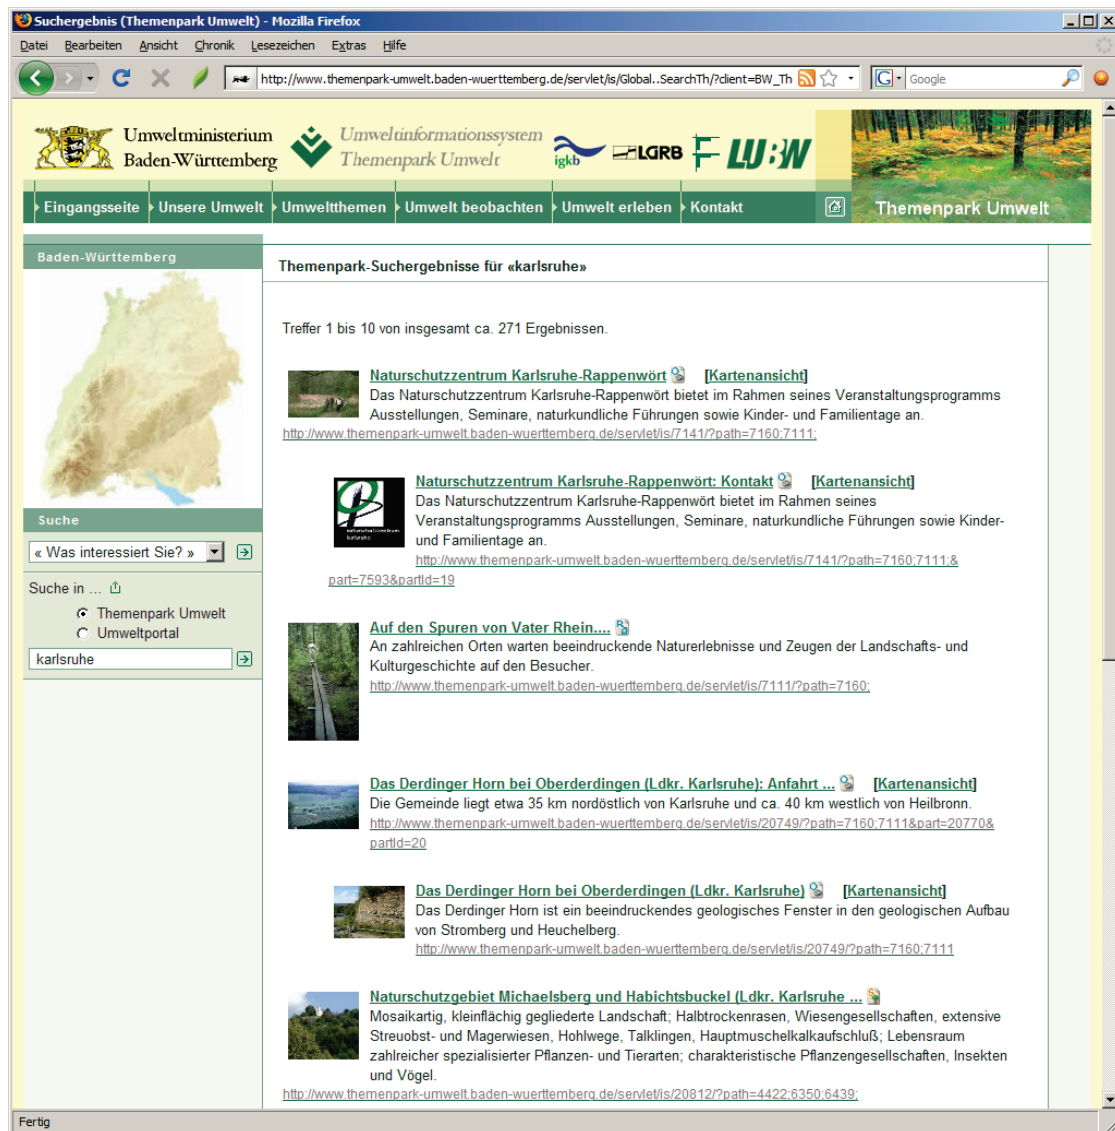 Suchergebnis (Themenpark Umwelt) - Mozilla Firefox
Datei Bearbeiten Ansicht Chronik Lesezeichen Extras Hilfe
http://www.themenpark-umwelt.baden-wuerttemberg.de/servlet/is/Global..SearchTh/?client=BW_Th
G Google
Umweltministerium
Baden-Württemberg
Umweltinformationssystem
Themenpark Umwelt
igkb
LGRB
LUBW
Eingangsseite Unsere Umwelt Umweltthemen Umwelt beobachten Umwelt erleben Kontakt
Themenpark Umwelt
Baden-Württemberg
Suche
« Was interessiert Sie? »
Suche in ...
Themenpark Umwelt
Umweltportal
karlsruhe
Themenpark-Suchergebnisse für «karlsruhe»
Treffer 1 bis 10 von insgesamt ca. 271 Ergebnissen.
Naturschutzzentrum Karlsruhe-Rappenwört [Kartenansicht]
Das Naturschutzzentrum Karlsruhe-Rappenwört bietet im Rahmen seines Veranstaltungsprogramms
Ausstellungen, Seminare, naturkundliche Führungen sowie Kinder- und Familientage an.
http://www.themenpark-umwelt.baden-wuerttemberg.de/servlet/is/7141/?path=7160;7111;
naturschutzzentrum
karlsruhe
Naturschutzzentrum Karlsruhe-Rappenwört: Kontakt [Kartenansicht]
Das Naturschutzzentrum Karlsruhe-Rappenwört bietet im Rahmen seines
Veranstaltungsprogramms Ausstellungen, Seminare, naturkundliche Führungen sowie Kinder-
und Familientage an.
http://www.themenpark-umwelt.baden-wuerttemberg.de/servlet/is/7141/?path=7160;7111;&
part=7593&partId=19
Auf den Spuren von Vater Rhein....
An zahlreichen Orten warten beeindruckende Naturerlebnisse und Zeugen der Landschafts- und
Kulturgeschichte auf den Besucher.
http://www.themenpark-umwelt.baden-wuerttemberg.de/servlet/is/7111/?path=7160;
Das Derdinger Horn bei Oberderdingen (Ldkr. Karlsruhe): Anfahrt ... [Kartenansicht]
Die Gemeinde liegt etwa 35 km nordöstlich von Karlsruhe und ca. 40 km westlich von Heilbronn.
http://www.themenpark-umwelt.baden-wuerttemberg.de/servlet/is/20749/?path=7160;7111&part=20770&
partId=20
Das Derdinger Horn bei Oberderdingen (Ldkr. Karlsruhe) [Kartenansicht]
Das Derdinger Horn ist ein beeindruckendes geologisches Fenster in den geologischen Aufbau
von Stromberg und Heuchelberg.
http://www.themenpark-umwelt.baden-wuerttemberg.de/servlet/is/20749/?path=7160;7111
Naturschutzgebiet Michaelsberg und Habichtsbuckel (Ldkr. Karlsruhe ...
Mosaikartig, kleinflächig gegliederte Landschaft; Halbtrockenrasen, Wiesengesellschaften, extensive
Streuobst- und Magerwiesen, Hohlwege, Talklingen, Hauptmuschelkalkaufschluß; Lebensraum
zahlreicher spezialisierter Pflanzen- und Tierarten; charakteristische Pflanzengesellschaften, Insekten
und Vögel.
http://www.themenpark-umwelt.baden-wuerttemberg.de/servlet/is/20812/?path=4422;6350;6439;
Fertig